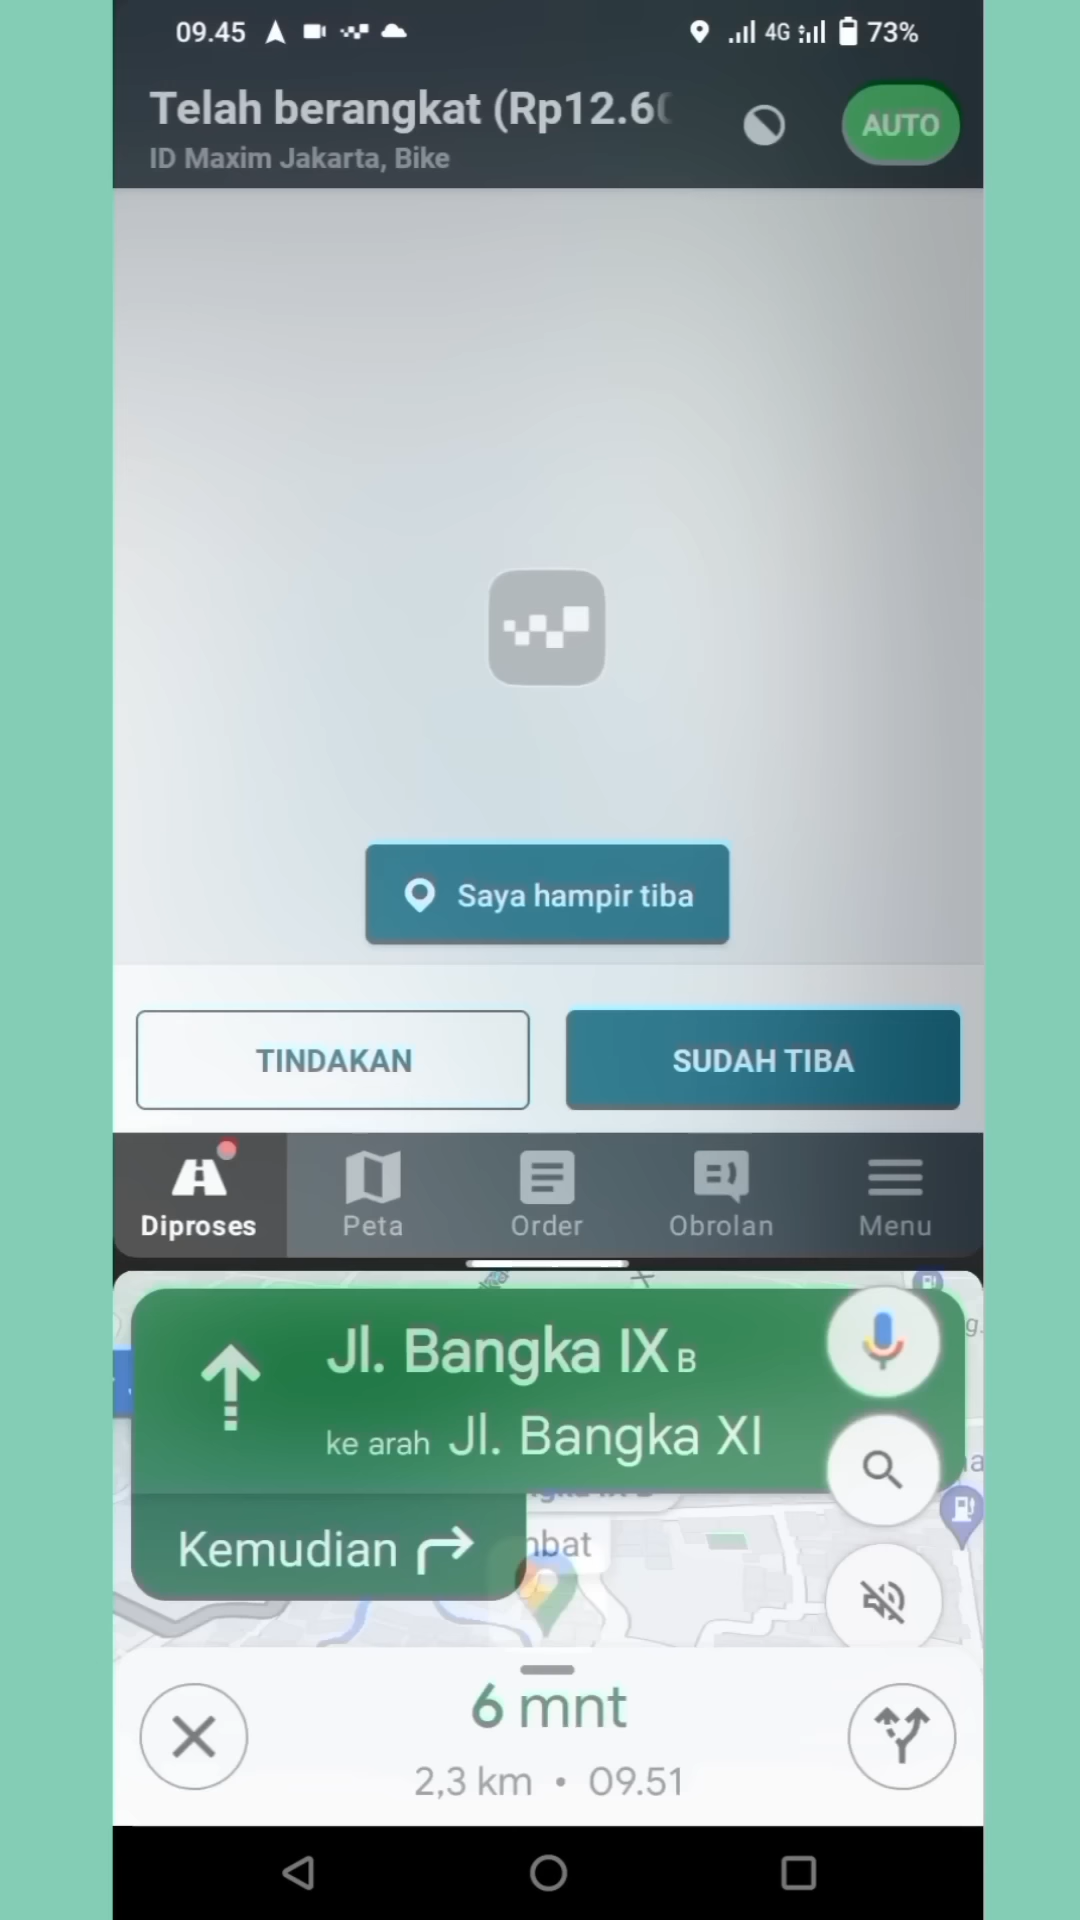 09.45
4G
73%
Telah berangkat (Rp12.60
AUTO
ID Maxim Jakarta, Bike
Saya hampir tiba
TINDAKAN
SUDAH TIBA
Diproses
Peta
Order
Obrolan
Menu
Jl. Bangka IX B
ke arah Jl. Bangka XI
Kemudian
6 mnt
2,3 km • 09.51